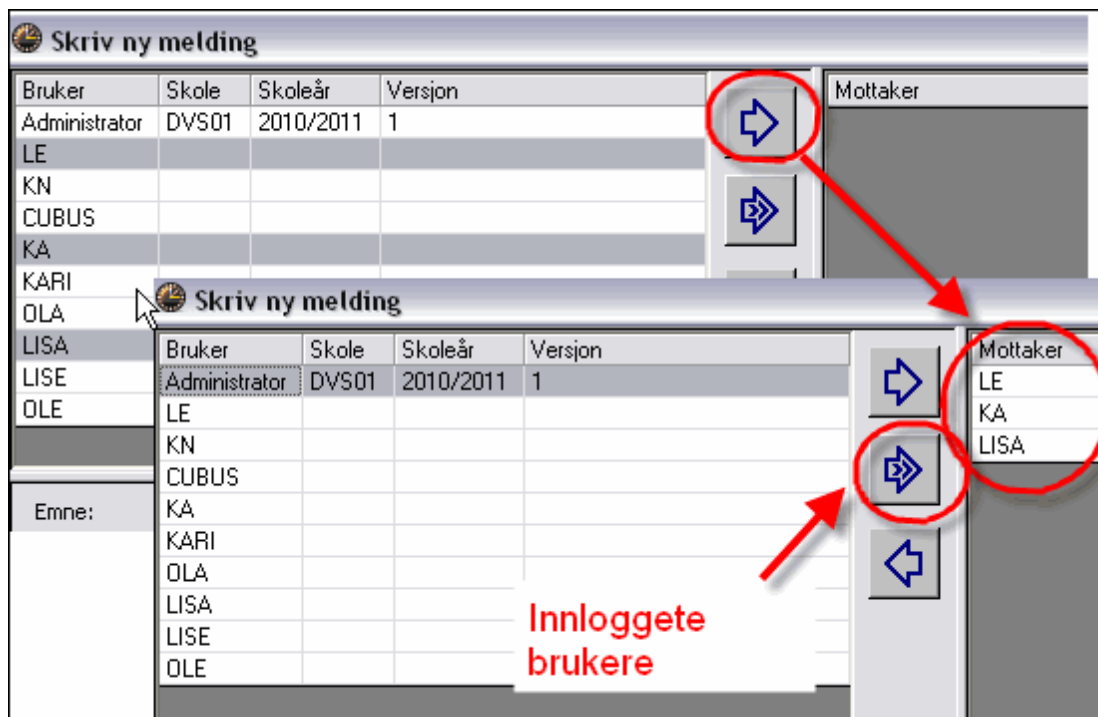 Skriv ny melding
Bruker Skole Skoleår Versjon Mottaker
Administrator DVS01 2010/2011 1
LE
KN
CUBUS
KA
KARI
OLA
LISA
LISE
OLE
Emne:
Skriv ny melding
Bruker Skole Skoleår Versjon Mottaker
Administrator DVS01 2010/2011 1 LE
LE KA
KN LISA
CUBUS
KA
KARI
OLA
LISA
LISE
OLE
Innloggete
brukere